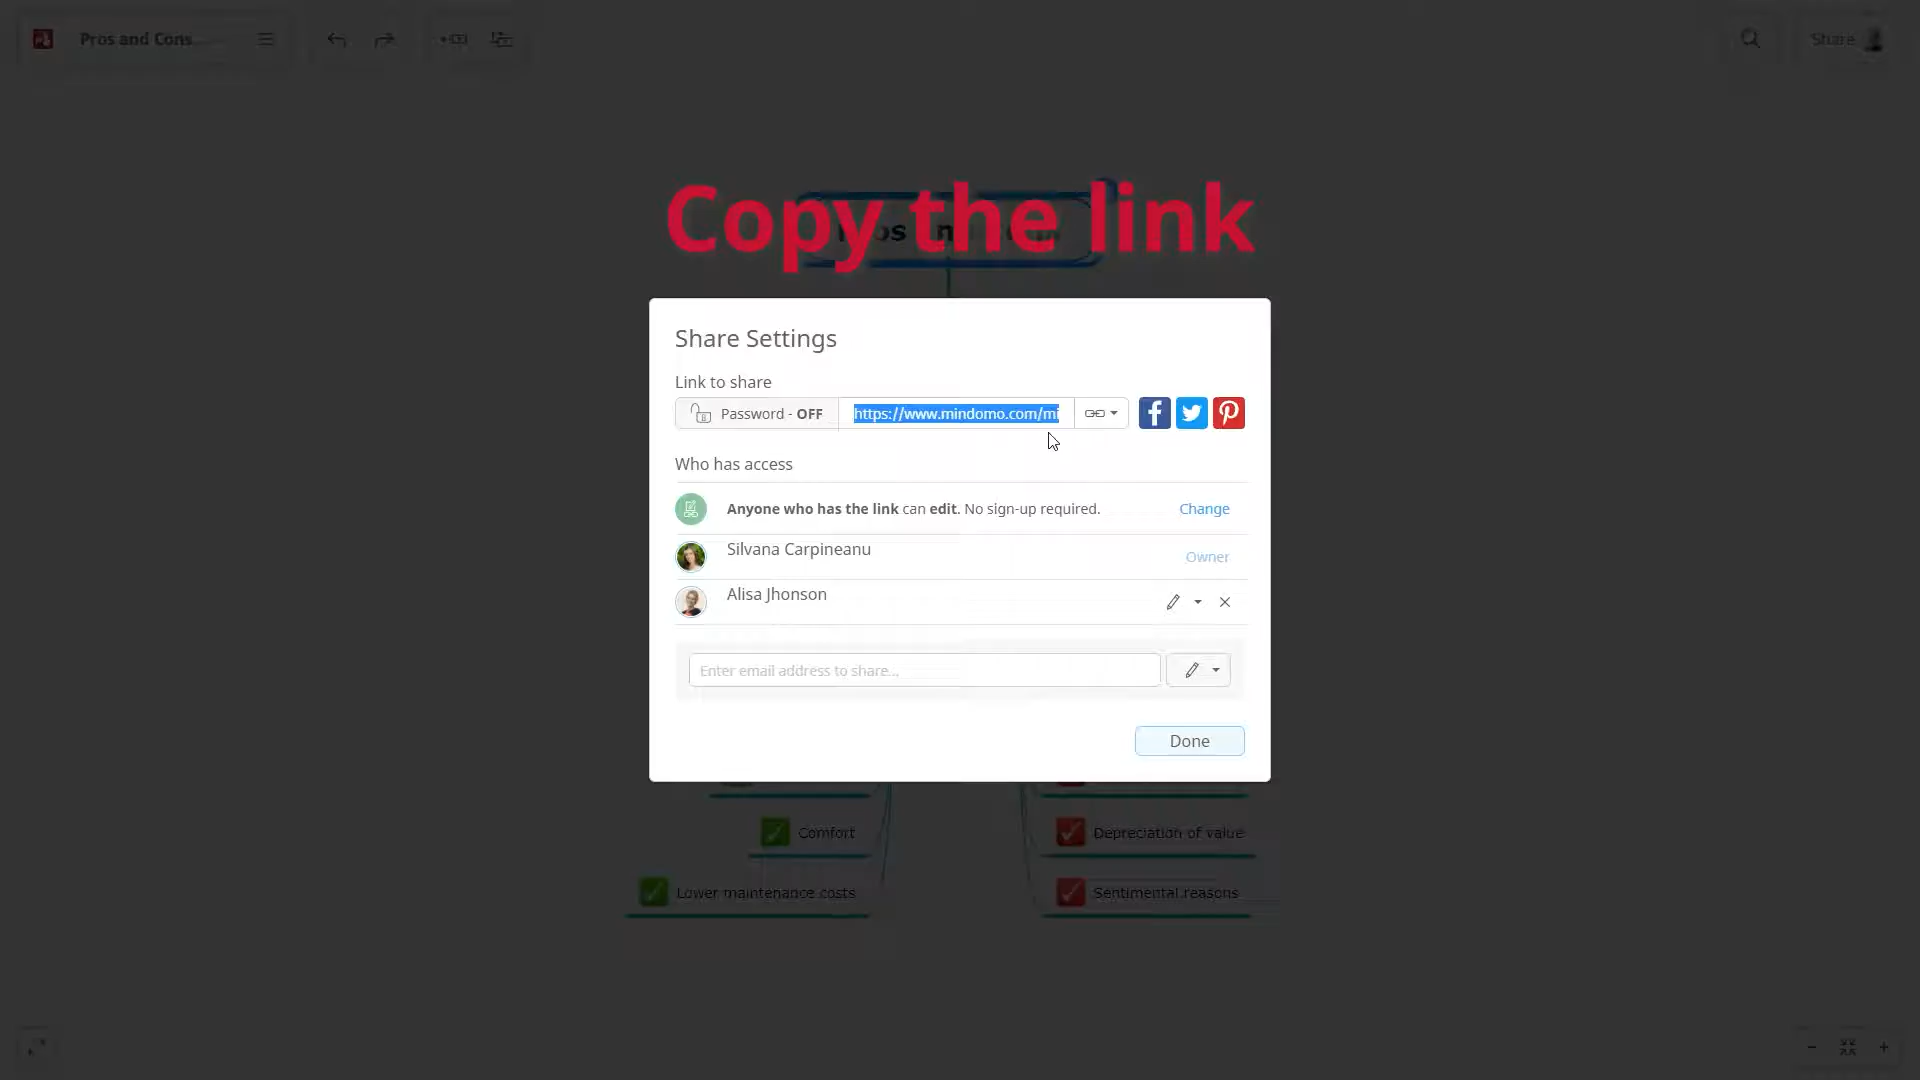 Pros and Cons
Share
Copy the link
Share Settings
Link to share
Password - OFF
https://www.mindomo.com/mi
Who has access
Anyone who has the link can edit. No sign-up required.
Change
Silvana Carpineanu
Owner
Alisa Jhonson
Enter email address to share...
Done
Comfort
Depreciation of value
Lower maintenance costs
Sentimental reasons